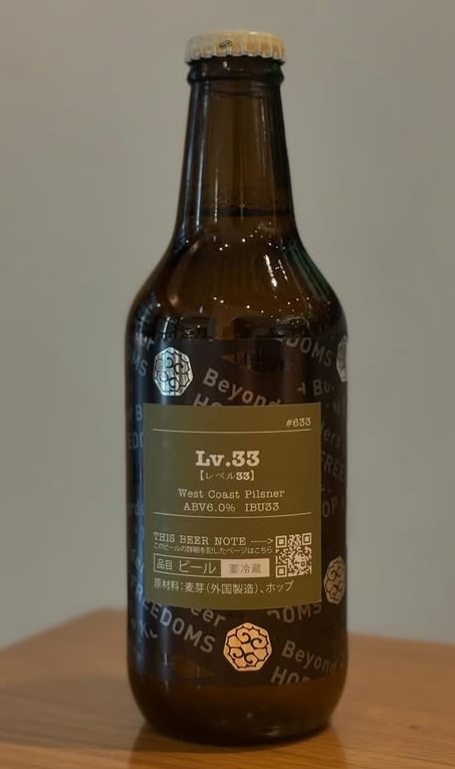 DOMS
Beyond
#633
Lv.33
【レベル33】
West Coast Pilsner
ABV6.0% IBU33
THIS BEER NOTE ---->
このビールの詳細を記したページはこちら
品目 ビール 要冷蔵
原材料：麦芽（外国製造）、ホップ
FREEDOMS
DOMS
Beyond